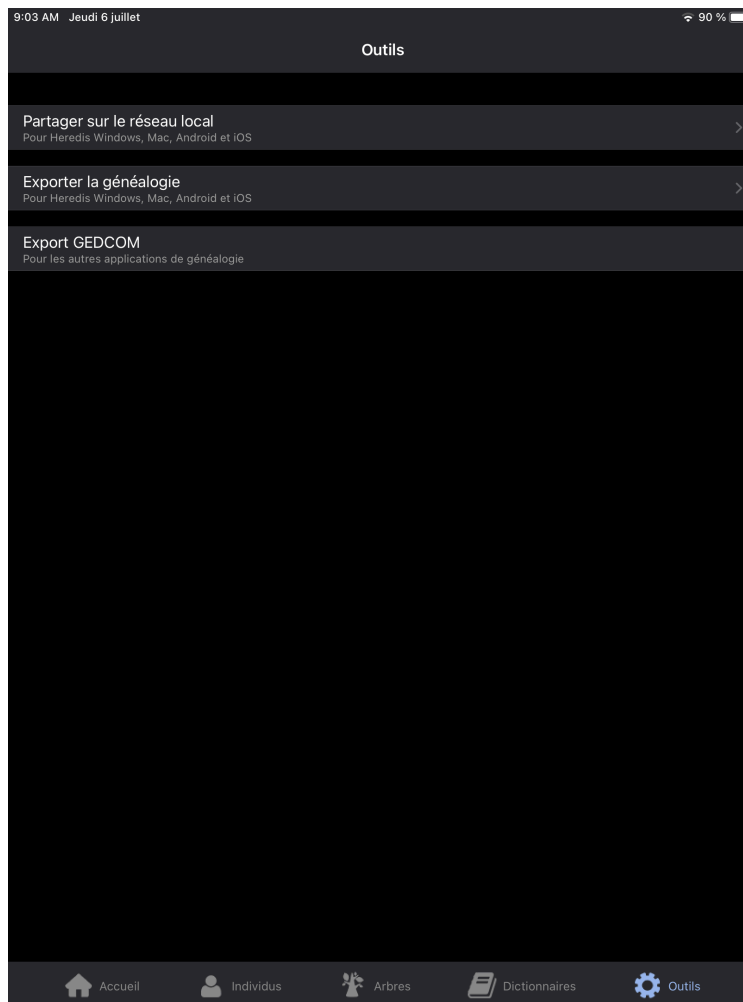 9:03 AM Jeudi 6 juillet 90 %
Outils
Partager sur le réseau local
Pour Heredis Windows, Mac, Android et iOS
Exporter la généalogie
Pour Heredis Windows, Mac, Android et iOS
Export GEDCOM
Pour les autres applications de généalogie
Accueil Individus Arbres Dictionnaires Outils